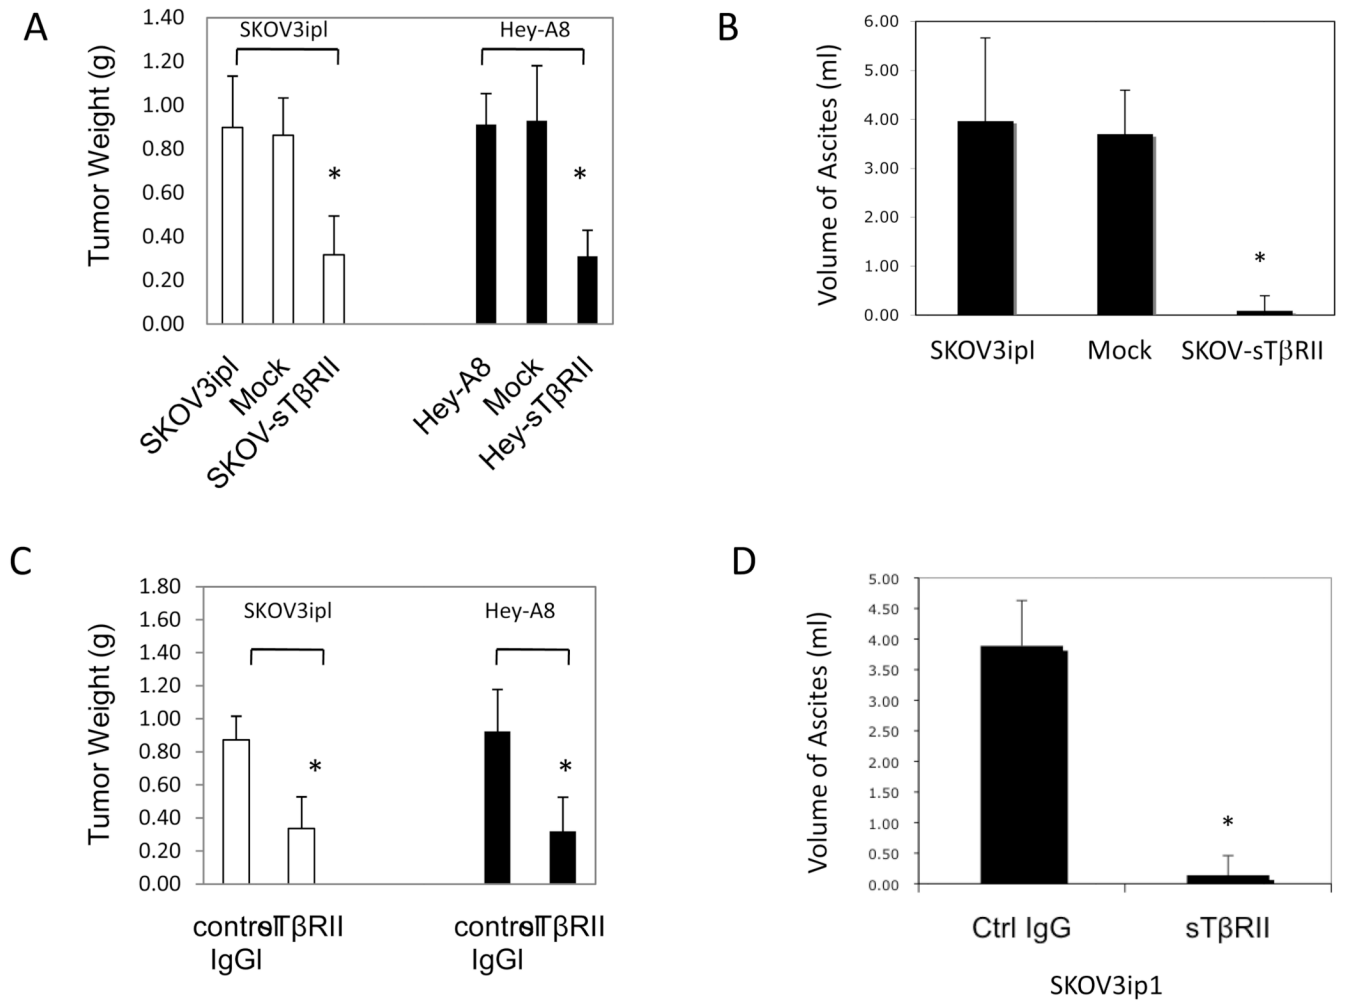 A
Tumor Weight (g)
1.40
1.20
1.00
0.80
0.60
0.40
0.20
0.00
SKOV3ipl
Hey-A8
*
*
SKOV3ipl
Mock
SKOV-sTβRII
Hey-A8
Mock
Hey-sTβRII
B
Volume of Ascites (ml)
6.00
5.00
4.00
3.00
2.00
1.00
0.00
*
SKOV3ipl
Mock
SKOV-sTβRII
C
Tumor Weight (g)
1.80
1.60
1.40
1.20
1.00
0.80
0.60
0.40
0.20
0.00
SKOV3ipl
Hey-A8
*
*
control
IgGI
sTβRII
control
IgGI
sTβRII
D
Volume of Ascites (ml)
5.00
4.50
4.00
3.50
3.00
2.50
2.00
1.50
1.00
0.50
0.00
*
Ctrl IgG
sTβRII
SKOV3ip1